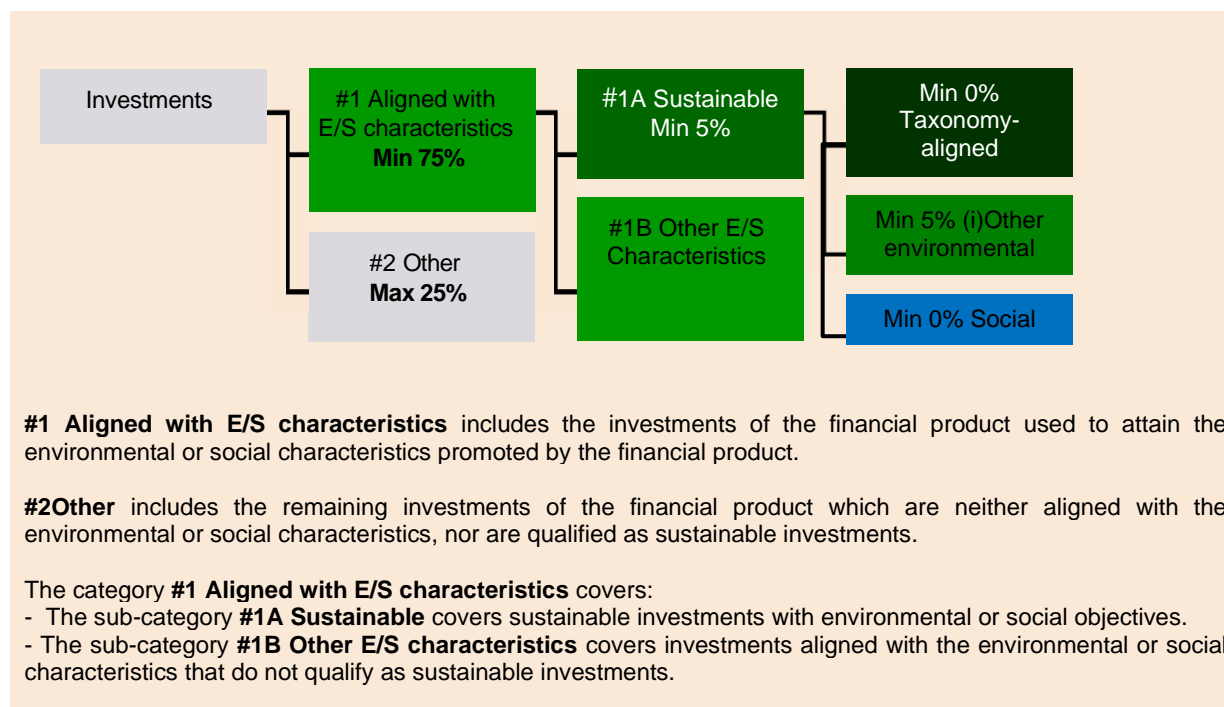 Investments
#1 Aligned with
E/S characteristics
Min 75%
#2 Other
Max 25%
#1A Sustainable
Min 5%
#1B Other E/S
Characteristics
Min 0%
Taxonomy-
aligned
Min 5% (i)Other
environmental
Min 0% Social
#1 Aligned with E/S characteristics includes the investments of the financial product used to attain the
environmental or social characteristics promoted by the financial product.
#2Other includes the remaining investments of the financial product which are neither aligned with the
environmental or social characteristics, nor are qualified as sustainable investments.
The category #1 Aligned with E/S characteristics covers:
- The sub-category #1A Sustainable covers sustainable investments with environmental or social objectives.
- The sub-category #1B Other E/S characteristics covers investments aligned with the environmental or social
characteristics that do not qualify as sustainable investments.